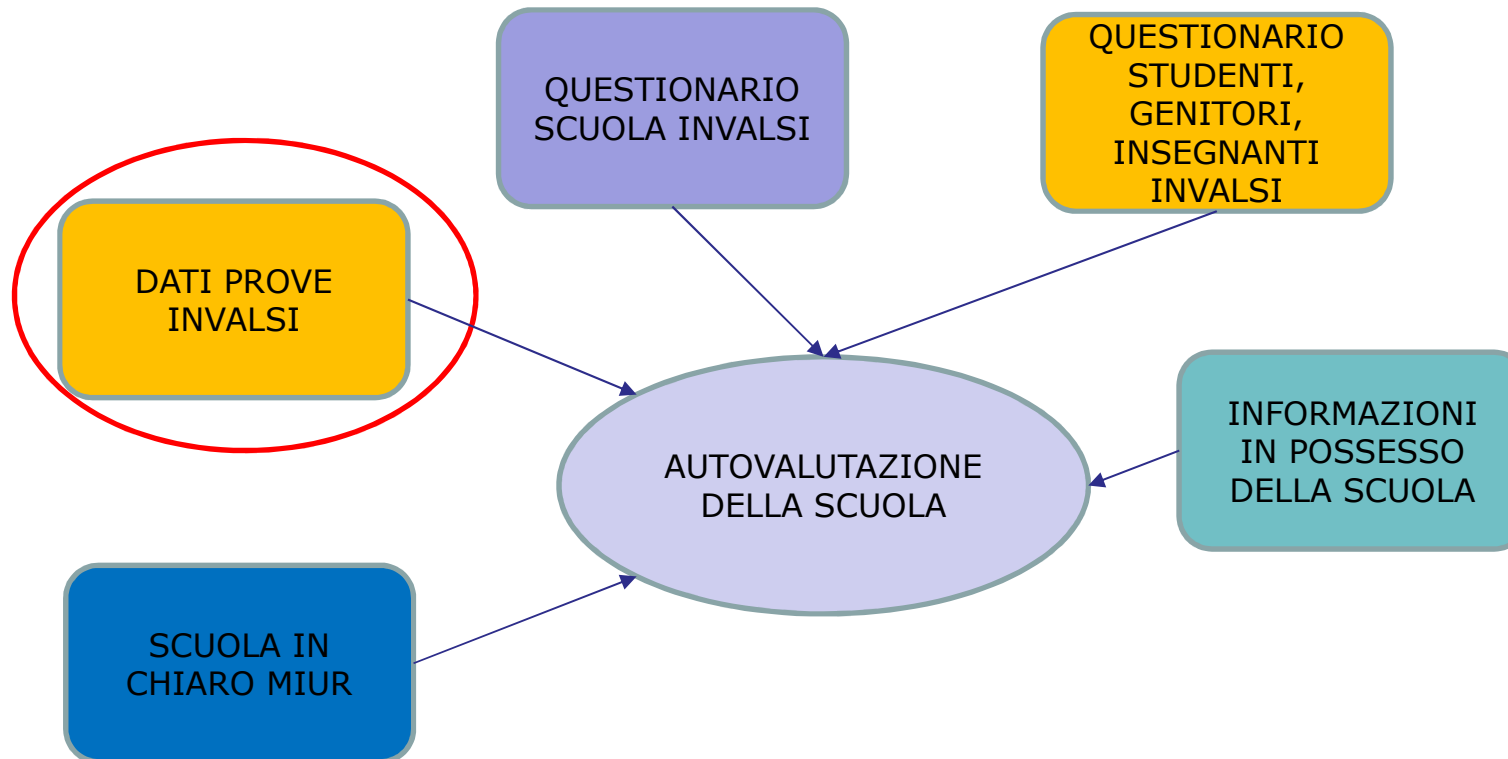 QUESTIONARIO
SCUOLA INVALSI
QUESTIONARIO
STUDENTI,
GENITORI,
INSEGNANTI
INVALSI
DATI PROVE
INVALSI
AUTOVALUTAZIONE
DELLA SCUOLA
INFORMAZIONI
IN POSSESSO
DELLA SCUOLA
SCUOLA IN
CHIARO MIUR